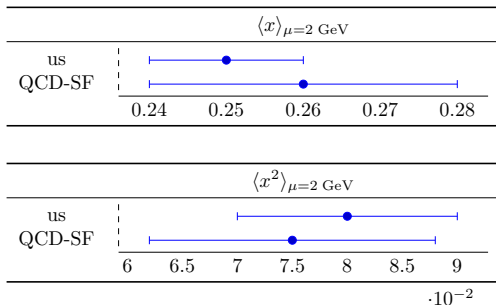 ⟨x⟩μ=2 GeV
us
QCD-SF
0.24 0.25 0.26 0.27 0.28
⟨x²⟩μ=2 GeV
us
QCD-SF
6 6.5 7 7.5 8 8.5 9
·10⁻²